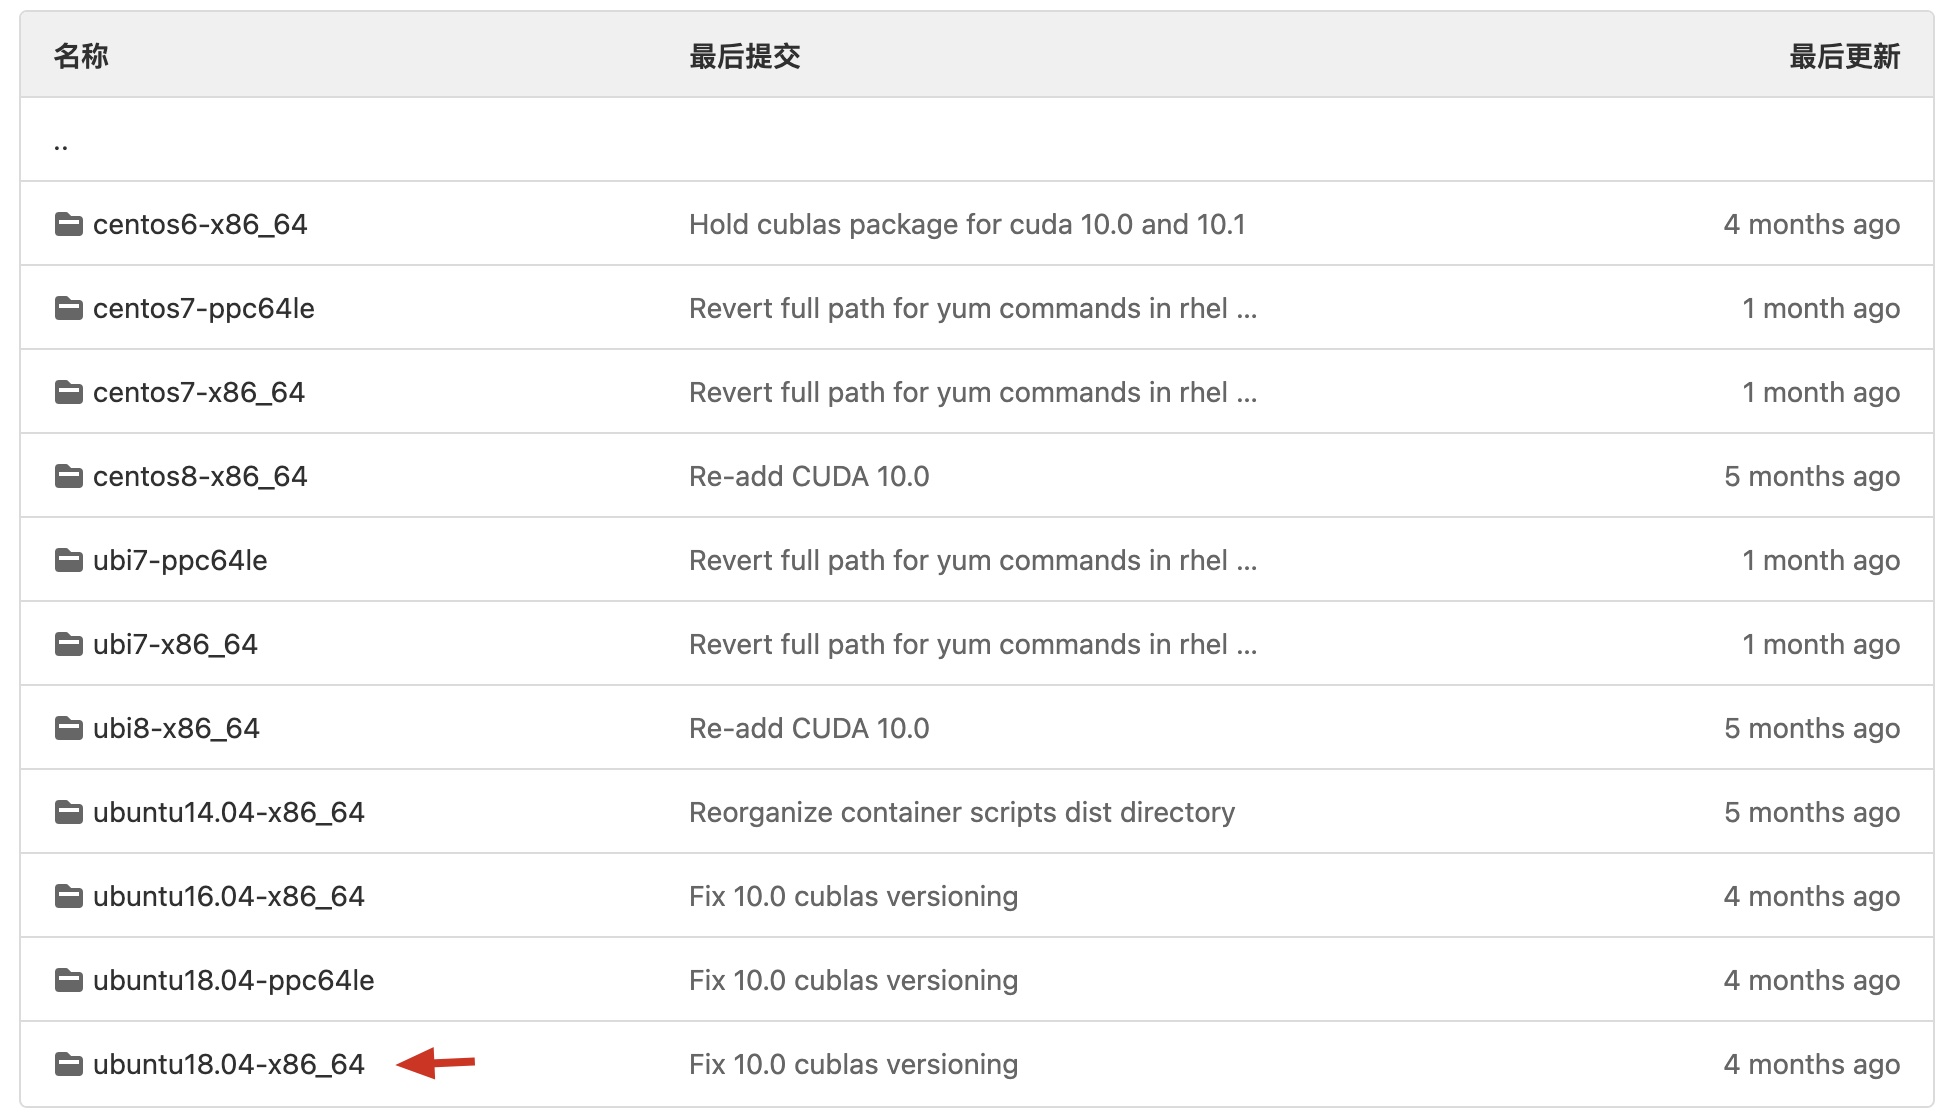 名称 最后提交 最后更新
..
centos6-x86_64 Hold cublas package for cuda 10.0 and 10.1 4 months ago
centos7-ppc64le Revert full path for yum commands in rhel ... 1 month ago
centos7-x86_64 Revert full path for yum commands in rhel ... 1 month ago
centos8-x86_64 Re-add CUDA 10.0 5 months ago
ubi7-ppc64le Revert full path for yum commands in rhel ... 1 month ago
ubi7-x86_64 Revert full path for yum commands in rhel ... 1 month ago
ubi8-x86_64 Re-add CUDA 10.0 5 months ago
ubuntu14.04-x86_64 Reorganize container scripts dist directory 5 months ago
ubuntu16.04-x86_64 Fix 10.0 cublas versioning 4 months ago
ubuntu18.04-ppc64le Fix 10.0 cublas versioning 4 months ago
ubuntu18.04-x86_64 Fix 10.0 cublas versioning 4 months ago